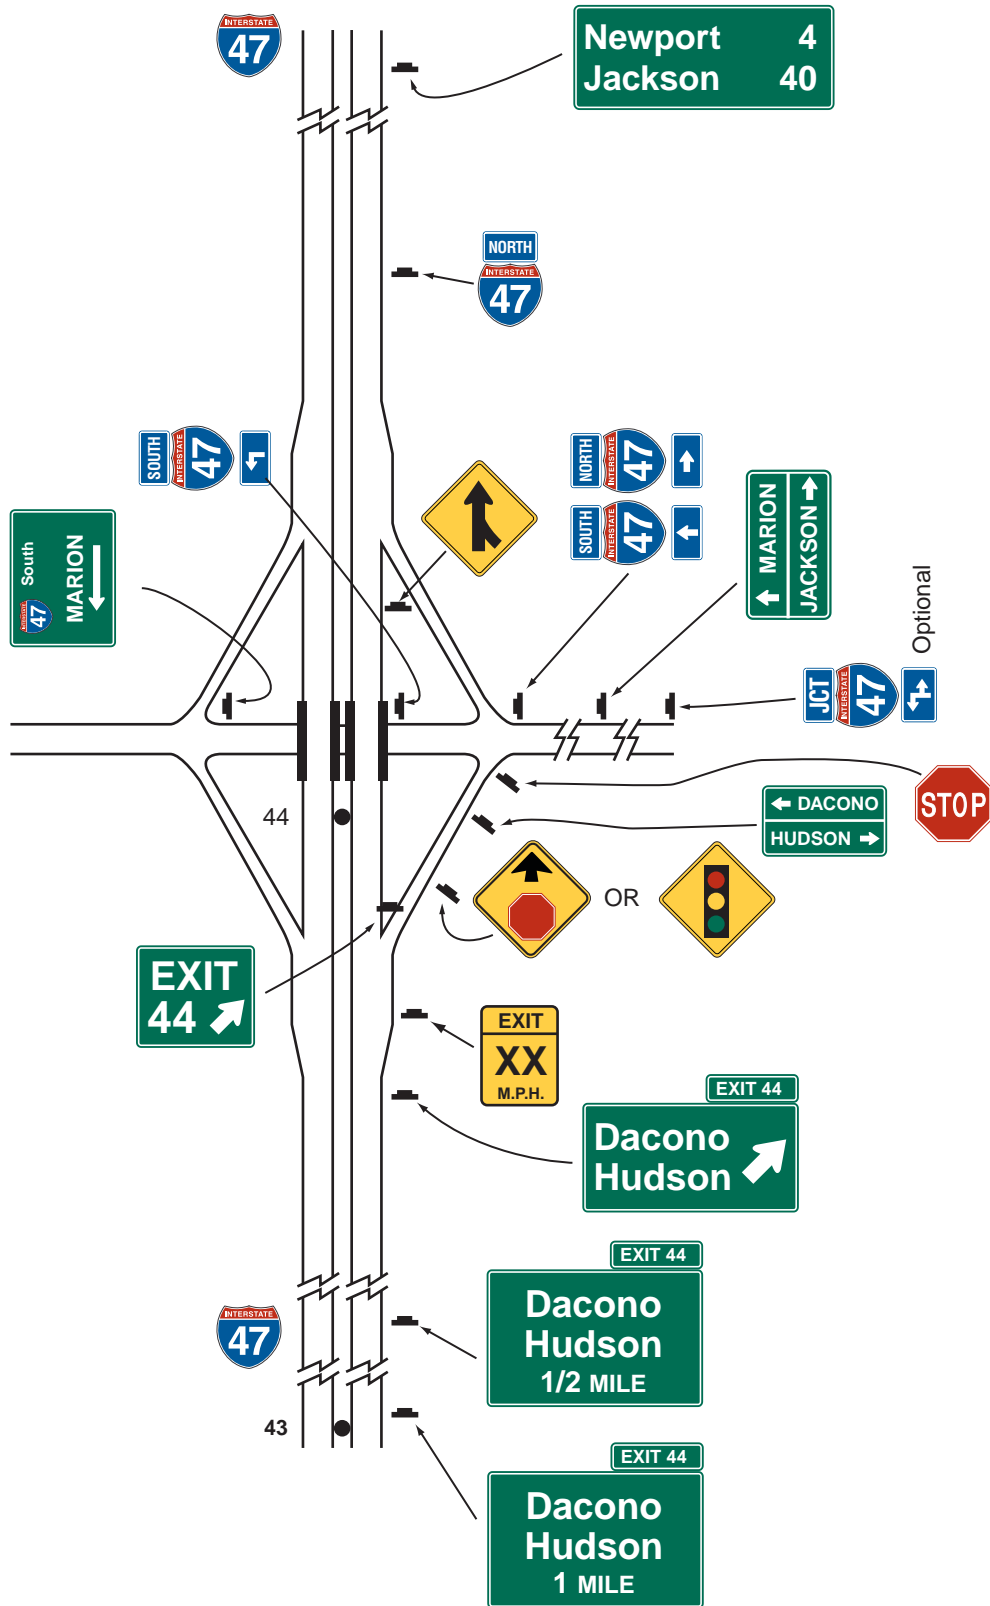 INTERSTATE
47
Newport 4
Jackson 40
NORTH
INTERSTATE
47
SOUTH
INTERSTATE
47
NORTH
INTERSTATE
47
SOUTH
INTERSTATE
47
MARION
JACKSON
INTERSTATE
47
South
MARION
JCT
INTERSTATE
47
Optional
44
DACONO
HUDSON
STOP
OR
EXIT
44
EXIT
XX
M.P.H.
EXIT 44
Dacono
Hudson
EXIT 44
Dacono
Hudson
1/2 MILE
INTERSTATE
47
43
EXIT 44
Dacono
Hudson
1 MILE